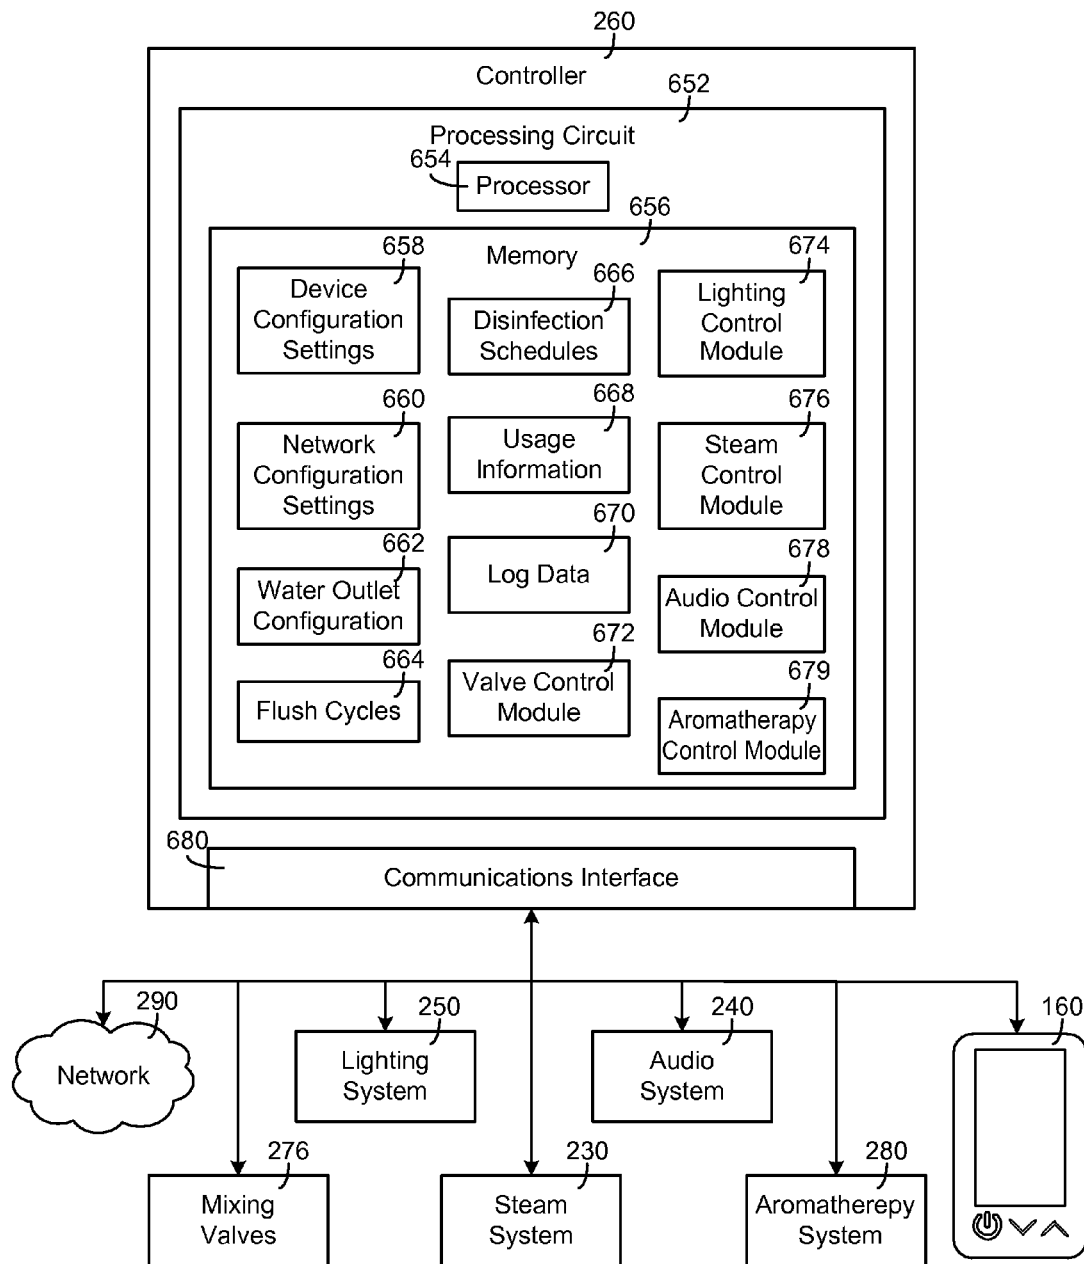 260
Controller
652
Processing Circuit
654
Processor
656
Memory
658
Device
Configuration
Settings
666
Disinfection
Schedules
674
Lighting
Control
Module
660
Network
Configuration
Settings
668
Usage
Information
676
Steam
Control
Module
662
Water Outlet
Configuration
670
Log Data
678
Audio Control
Module
664
Flush Cycles
672
Valve Control
Module
679
Aromatherapy
Control Module
680
Communications Interface
290
Network
250
Lighting
System
240
Audio
System
160
276
Mixing
Valves
230
Steam
System
280
Aromatherepy
System